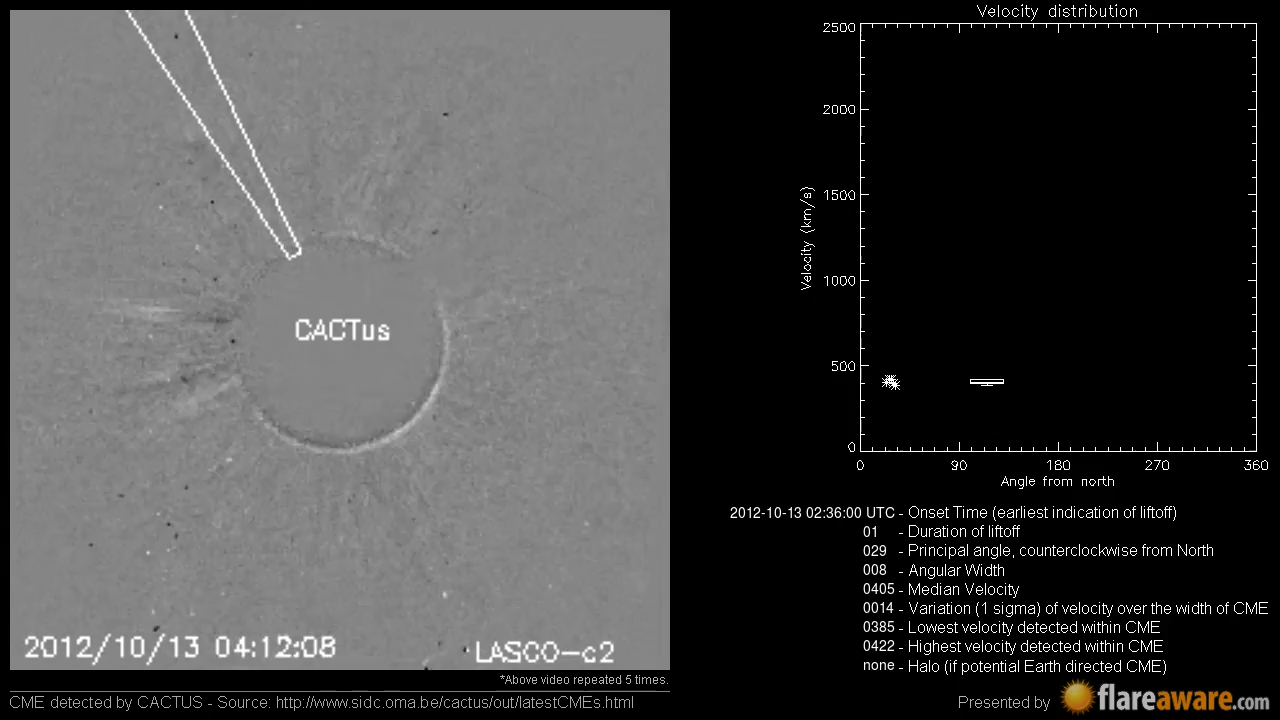 CACTus
2012/10/13 04:12:08
LASCO-c2
*Above video repeated 5 times.
CME detected by CACTUS - Source: http://www.sidc.oma.be/cactus/out/latestCMEs.html
Velocity distribution
2500
2000
1500
1000
500
0
Velocity (km/s)
0 90 180 270 360
Angle from north
2012-10-13 02:36:00 UTC - Onset Time (earliest indication of liftoff)
01 - Duration of liftoff
029 - Principal angle, counterclockwise from North
008 - Angular Width
0405 - Median Velocity
0014 - Variation (1 sigma) of velocity over the width of CME
0385 - Lowest velocity detected within CME
0422 - Highest velocity detected within CME
none - Halo (if potential Earth directed CME)
Presented by flareaware.com